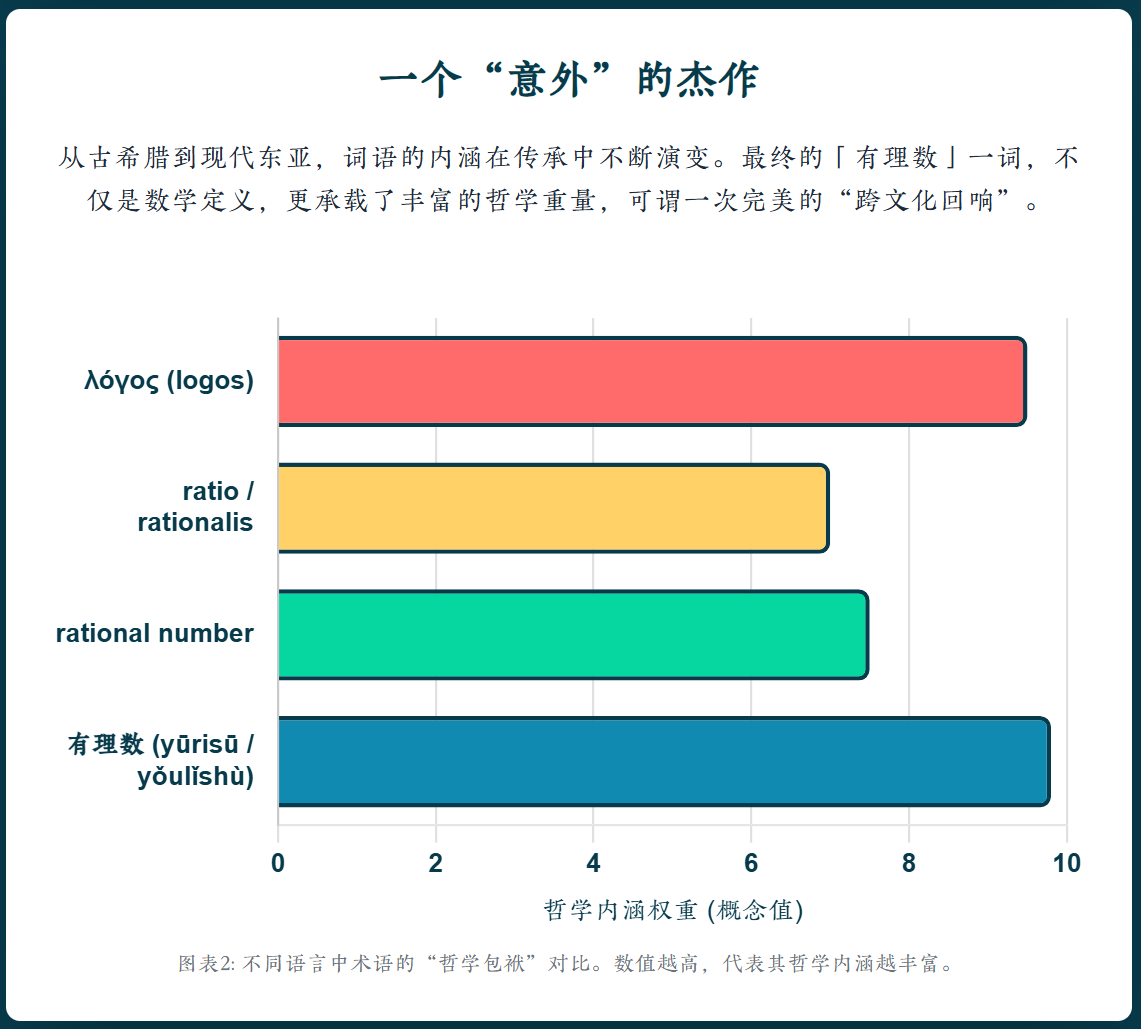 一个“意外”的杰作
从古希腊到现代东亚，词语的内涵在传承中不断演变。最终的「有理数」一词，不
仅是数学定义，更承载了丰富的哲学重量，可谓一次完美的“跨文化回响”。
λόγος (logos)
ratio /
rationalis
rational number
有理数 (yūrisū /
yǒulǐshù)
0 2 4 6 8 10
哲学内涵权重 (概念值)
图表2: 不同语言中术语的“哲学包袱”对比。数值越高，代表其哲学内涵越丰富。